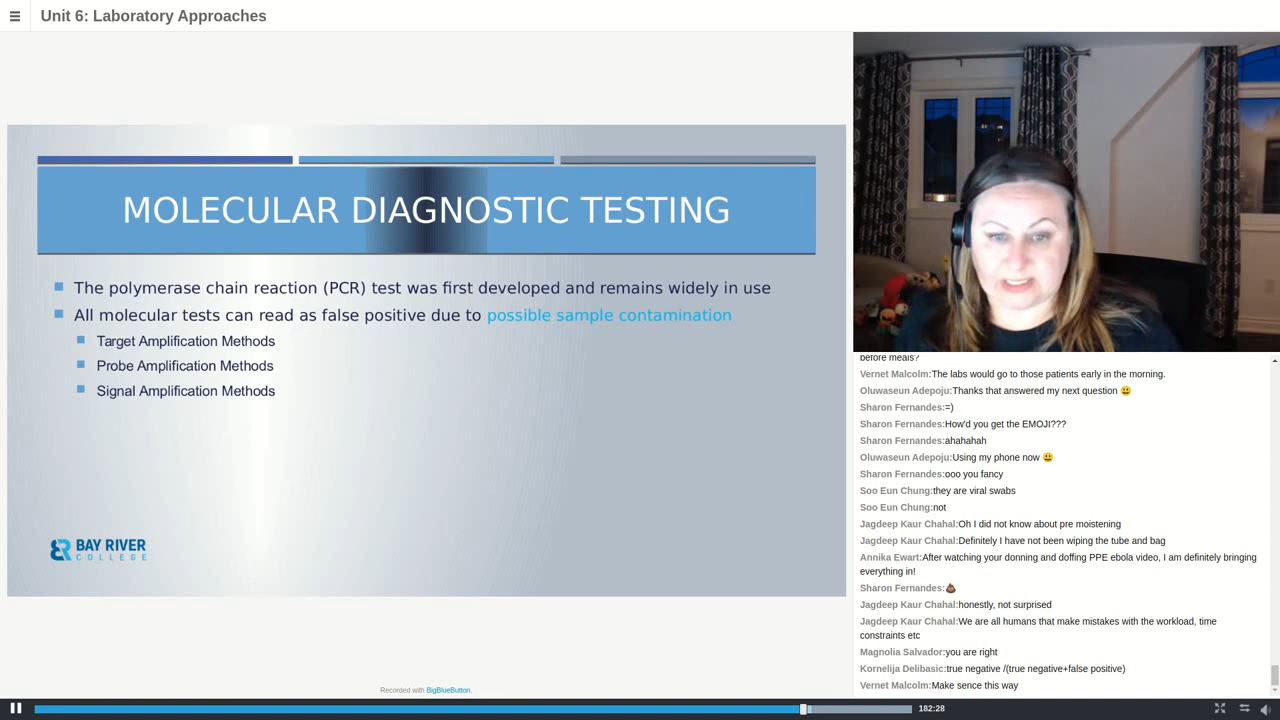 Unit 6: Laboratory Approaches
MOLECULAR DIAGNOSTIC TESTING
The polymerase chain reaction (PCR) test was first developed and remains widely in use
All molecular tests can read as false positive due to possible sample contamination
Target Amplification Methods
Probe Amplification Methods
Signal Amplification Methods
BAY RIVER
COLLEGE
Recorded with BigBlueButton.
before meals?
Vernet Malcolm:The labs would go to those patients early in the morning.
Oluwaseun Adepoju:Thanks that answered my next question 😃
Sharon Fernandes:=)
Sharon Fernandes:How'd you get the EMOJI???
Sharon Fernandes:ahahahah
Oluwaseun Adepoju:Using my phone now 😃
Sharon Fernandes:ooo you fancy
Soo Eun Chung:they are viral swabs
Soo Eun Chung:not
Jagdeep Kaur Chahal:Oh I did not know about pre moistening
Jagdeep Kaur Chahal:Definitely I have not been wiping the tube and bag
Annika Ewart:After watching your donning and doffing PPE ebola video, I am definitely bringing
everything in!
Sharon Fernandes:💩
Jagdeep Kaur Chahal:honestly, not surprised
Jagdeep Kaur Chahal:We are all humans that make mistakes with the workload, time
constraints etc
Magnolia Salvador:you are right
Kornelija Delibasic:true negative /(true negative+false positive)
Vernet Malcolm:Make sence this way
182:28